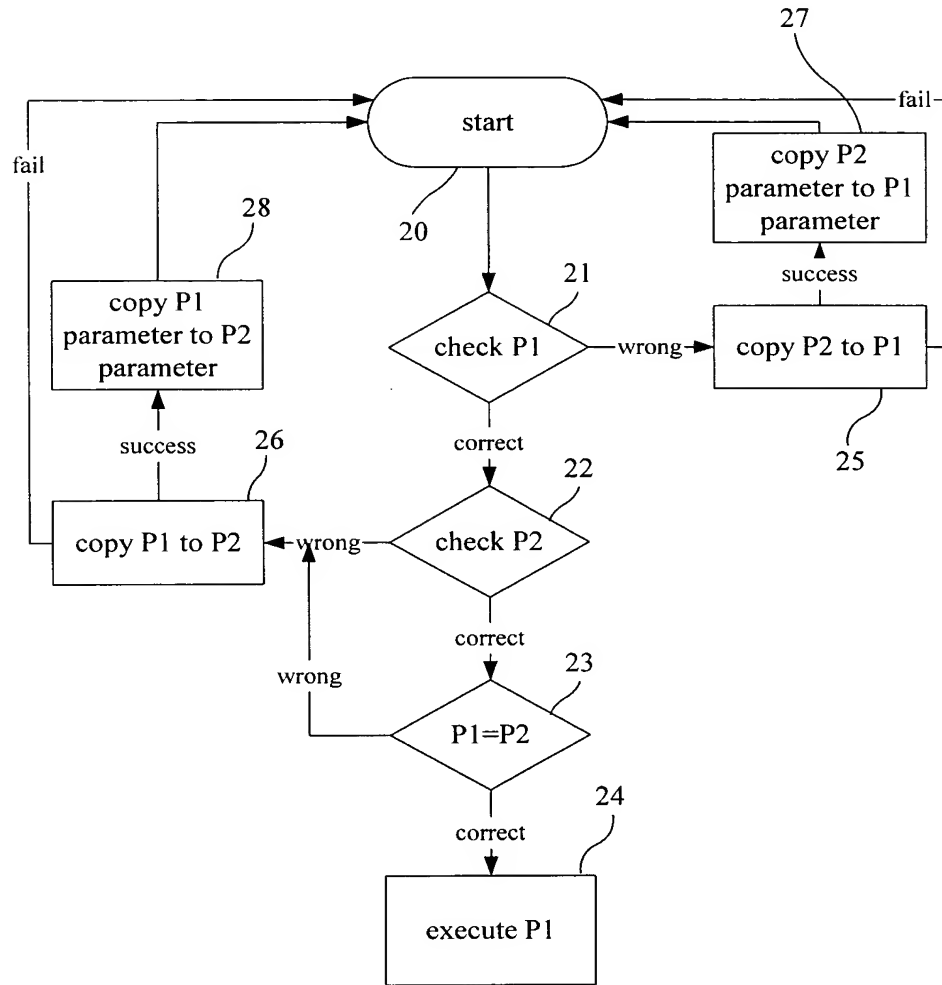 27
start
fail
fail
copy P2
parameter to P1
parameter
20
28
21
success
copy P1
parameter to P2
parameter
check P1
wrong
copy P2 to P1
success
26
correct
25
22
copy P1 to P2
wrong
check P2
correct
wrong
23
P1=P2
correct
24
execute P1